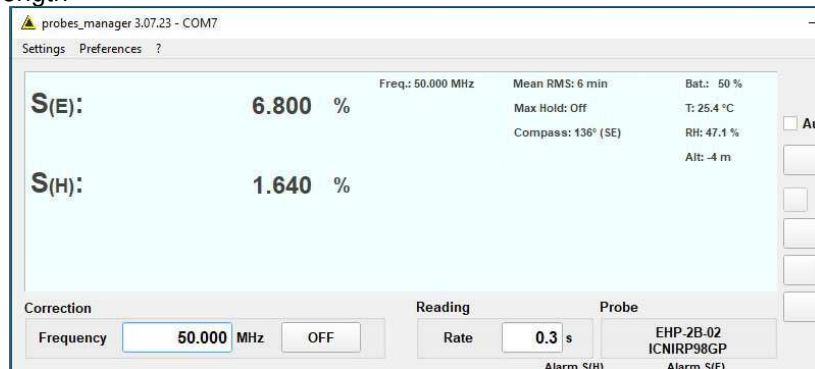 probes_manager 3.07.23 - COM7
Settings Preferences ?
Freq.: 50.000 MHz Mean RMS: 6 min Bat.: 50 %
S(E): 6.800 %
Max Hold: Off T: 25.4 °C
Compass: 136° (SE) RH: 47.1 %
Alt: -4 m
S(H): 1.640 %
Correction Reading Probe
Frequency 50.000 MHz OFF Rate 0.3 s EHP-2B-02
ICNIRP98GP
Alarm S(H) Alarm S(E)